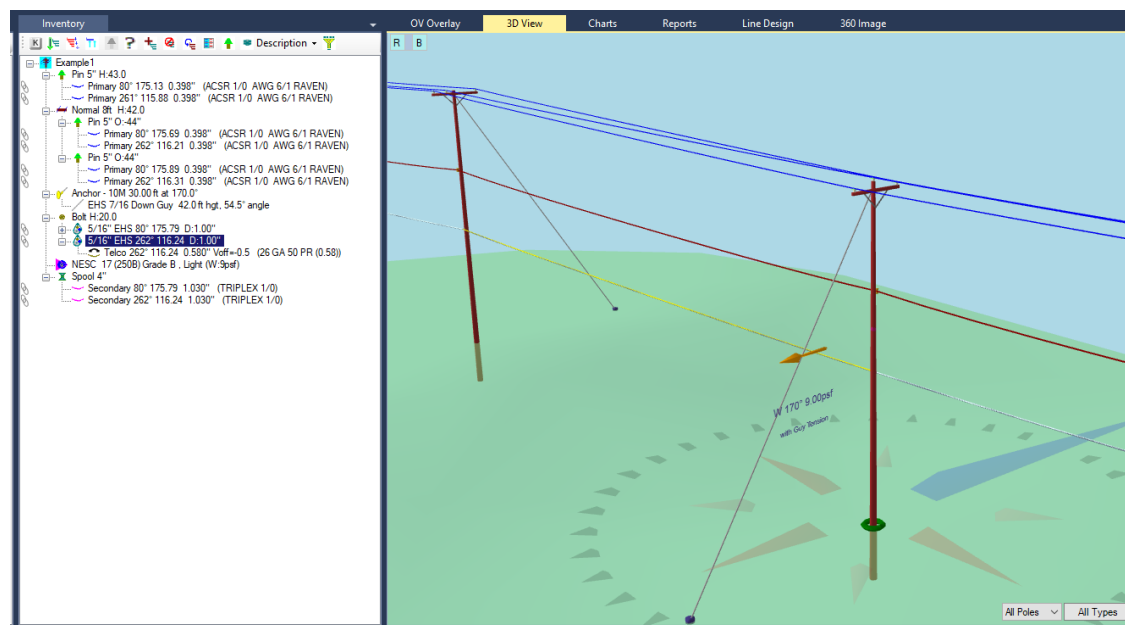 Inventory
OV Overlay 3D View Charts Reports Line Design 360 Image
K ? Description
R B
Example1
Pin 5" H:43.0
Primary 80° 175.13 0.398" (ACSR 1/0 AWG 6/1 RAVEN)
Primary 261° 115.88 0.398" (ACSR 1/0 AWG 6/1 RAVEN)
Normal 8ft H:42.0
Pin 5" O:-44"
Primary 80° 175.69 0.398" (ACSR 1/0 AWG 6/1 RAVEN)
Primary 262° 116.21 0.398" (ACSR 1/0 AWG 6/1 RAVEN)
Pin 5" O:44"
Primary 80° 175.89 0.398" (ACSR 1/0 AWG 6/1 RAVEN)
Primary 262° 116.31 0.398" (ACSR 1/0 AWG 6/1 RAVEN)
Anchor - 10M 30.00 ft at 170.0°
EHS 7/16 Down Guy 42.0 ft hgt, 54.5° angle
Bolt H:20.0
5/16" EHS 80° 175.79 D:1.00"
5/16" EHS 262° 116.24 D:1.00"
Telco 262° 116.24 0.580" Voff=-0.5 (26 GA 50 PR (0.58))
NESC 17 (250B) Grade B , Light (W:9psf)
Spool 4"
Secondary 80° 175.79 1.030" (TRIPLEX 1/0)
Secondary 262° 116.24 1.030" (TRIPLEX 1/0)
W 170° 9.00psf
with Guy Tension
All Poles All Types